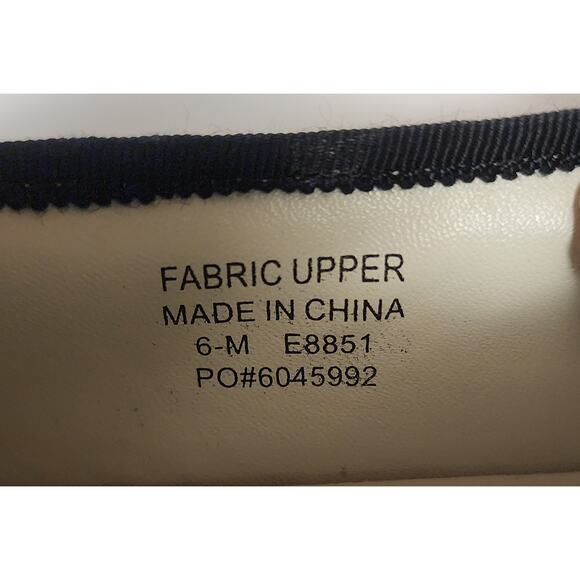 FABRIC UPPER
MADE IN CHINA
6-M E8851
PO#6045992